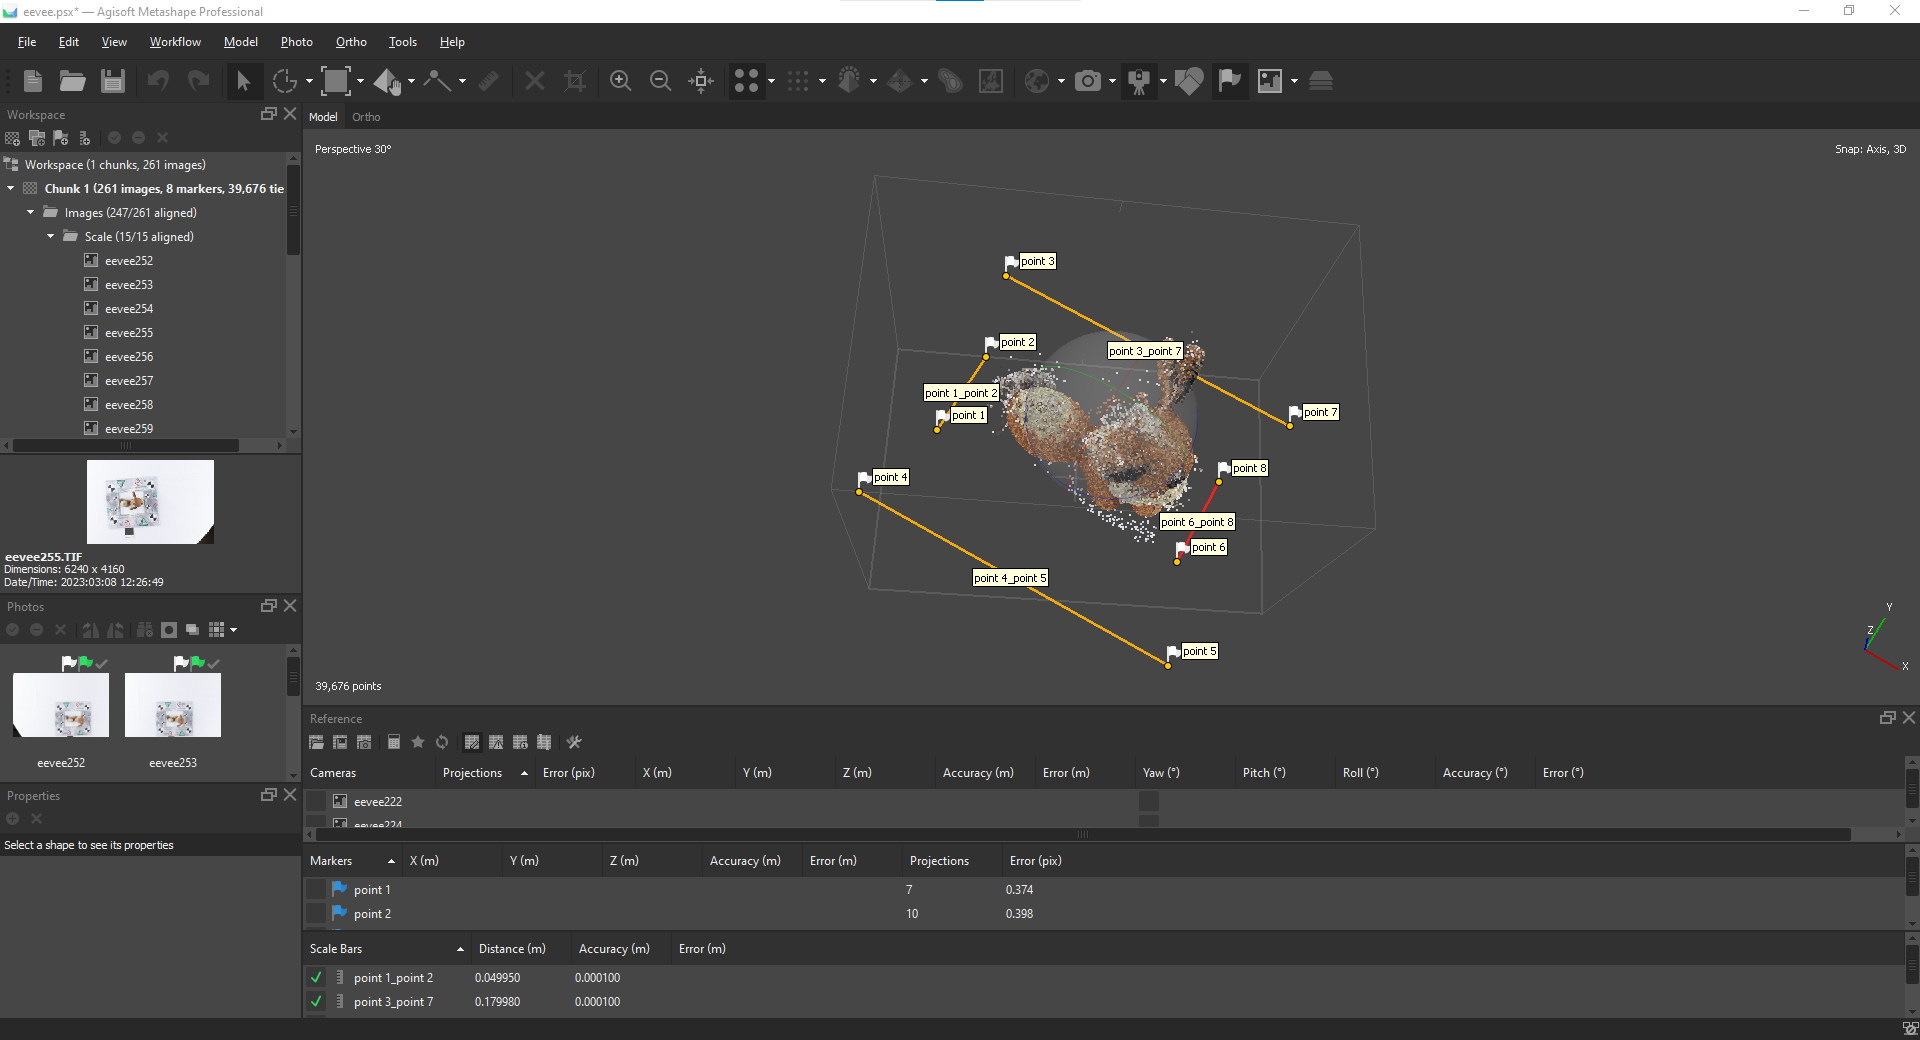 eevee.psx* — Agisoft Metashape Professional
File Edit View Workflow Model Photo Ortho Tools Help
Workspace
Workspace (1 chunks, 261 images)
Chunk 1 (261 images, 8 markers, 39,676 tie
Images (247/261 aligned)
Scale (15/15 aligned)
eevee252
eevee253
eevee254
eevee255
eevee256
eevee257
eevee258
eevee259
eevee255.TIF
Dimensions: 6240 x 4160
Date/Time: 2023:03:08 12:26:49
Photos
eevee252 eevee253
Properties
Select a shape to see its properties
Model Ortho
Perspective 30°
Snap: Axis, 3D
point 3
point 2
point 3_point 7
point 1_point 2
point 1
point 7
point 8
point 4
point 6_point 8
point 6
point 4_point 5
point 5
Y
Z
X
39,676 points
Reference
Cameras Projections Error (pix) X (m) Y (m) Z (m) Accuracy (m) Error (m) Yaw (°) Pitch (°) Roll (°) Accuracy (°) Error (°)
eevee222
eevee224
Markers X (m) Y (m) Z (m) Accuracy (m) Error (m) Projections Error (pix)
point 1 7 0.374
point 2 10 0.398
Scale Bars Distance (m) Accuracy (m) Error (m)
point 1_point 2 0.049950 0.000100
point 3_point 7 0.179980 0.000100